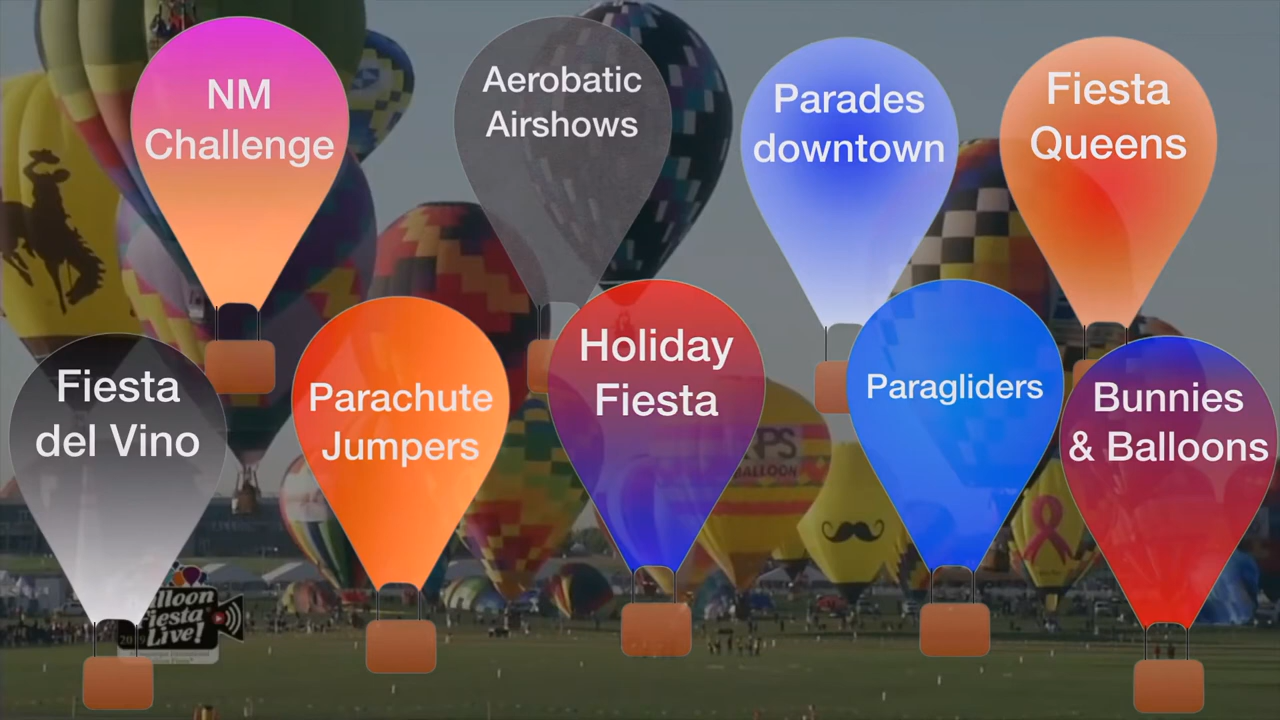 NM
Challenge
Aerobatic
Airshows
Parades
downtown
Fiesta
Queens
Fiesta
del Vino
Parachute
Jumpers
Holiday
Fiesta
Paragliders
Bunnies
& Balloons
BALLOON
alloon
Fiesta
Live!